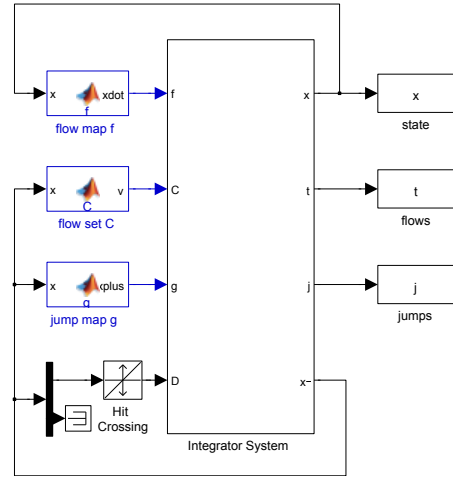 x
xdot
f
flow map f
f
x
x
state
x
v
C
flow set C
C
t
t
flows
x
xplus
g
jump map g
g
j
j
jumps
D
x-
Hit
Crossing
Integrator System